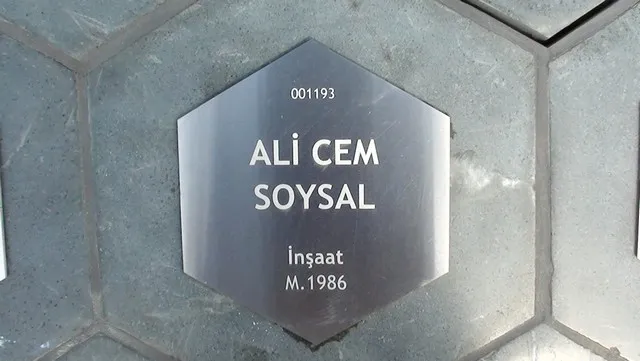 001193
ALİ CEM
SOYSAL
İnşaat
M.1986